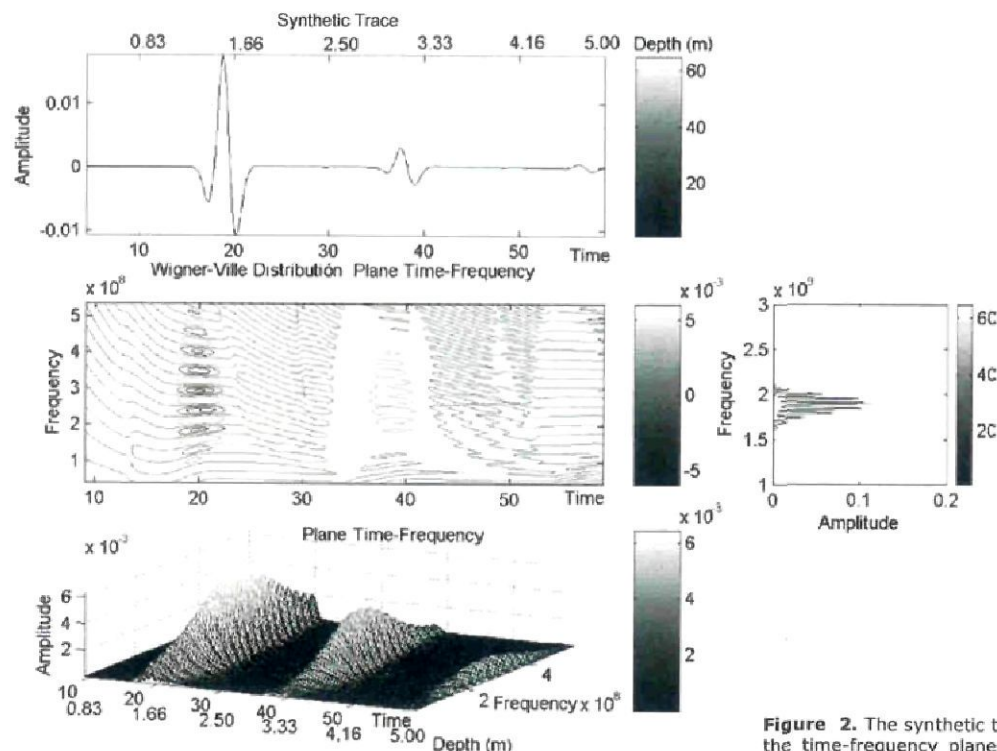 Synthetic Trace
0.83 1.66 2.50 3.33 4.16 5.00 Depth (m)
Amplitude
0.01
0
-0.01
10 20 30 40 50 Time
60
40
20
Wigner-Ville Distribution Plane Time-Frequency
x 10⁸
Frequency
5
4
3
2
1
10 20 30 40 50 Time
x 10⁻³
5
0
-5
x 10⁹
Frequency
3
2.5
2
1.5
1
0 0.1 0.2
Amplitude
6C
3C
2C
Plane Time-Frequency
x 10⁻³
Amplitude
6
4
2
10 20 30 40 50 Time
0.83 1.66 2.50 3.33 4.16 5.00 Depth (m)
2 4
Frequency x 10⁸
x 10³
6
4
2
Figure 2. The synthetic t
the time-frequency plane